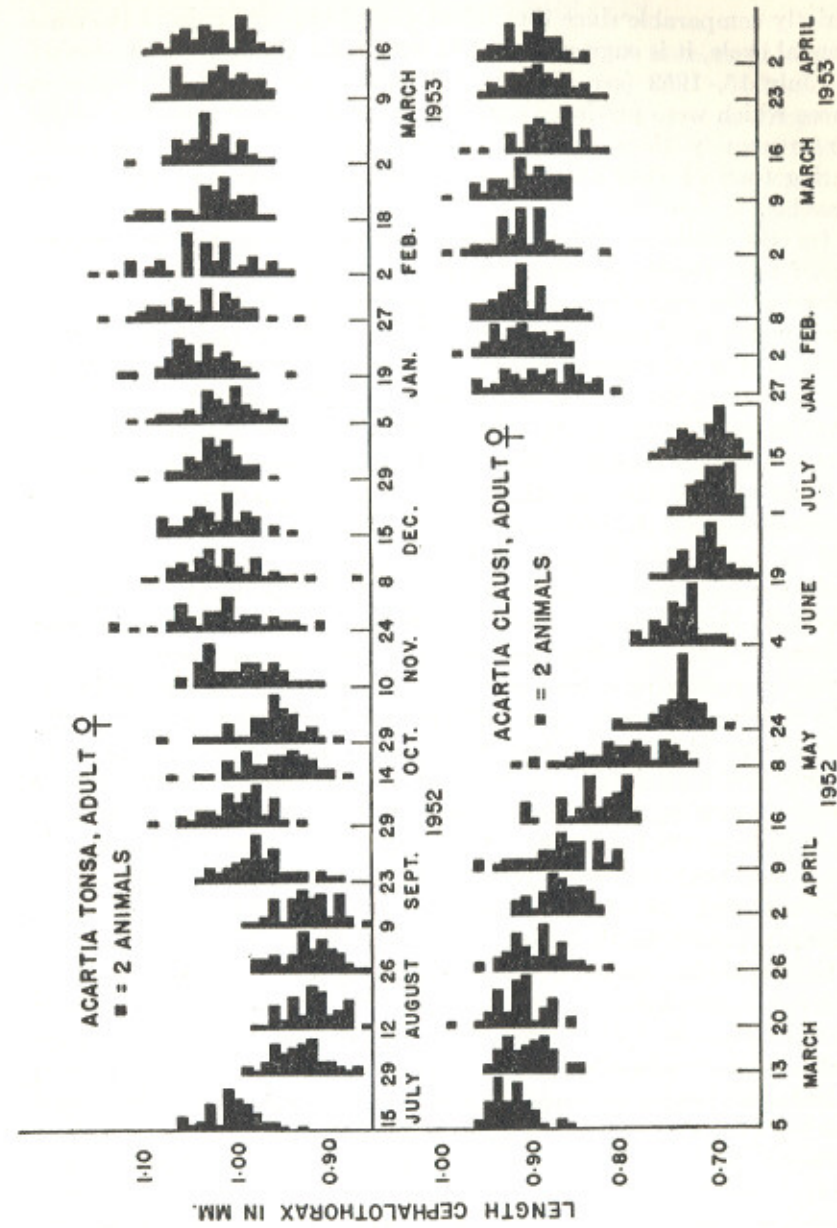 ACARTIA TONSA, ADULT ♀
■ = 2 ANIMALS
1·10
1·00
0·90
15 29 12 26 9 23 29 14 29 10 24 8 15 29 5 19 27 2 18 2 9 16
JULY AUGUST SEPT. OCT. NOV. DEC. JAN. FEB. MARCH
1952 1953
ACARTIA CLAUSI, ADULT ♀
■ = 2 ANIMALS
1·00
0·90
0·80
0·70
5 13 20 26 2 9 16 8 24 4 19 1 15 27 2 8 2 9 16 23 2
MARCH APRIL MAY JUNE JULY JAN. FEB. MARCH APRIL
1952 1953
LENGTH CEPHALOTHORAX IN MM.